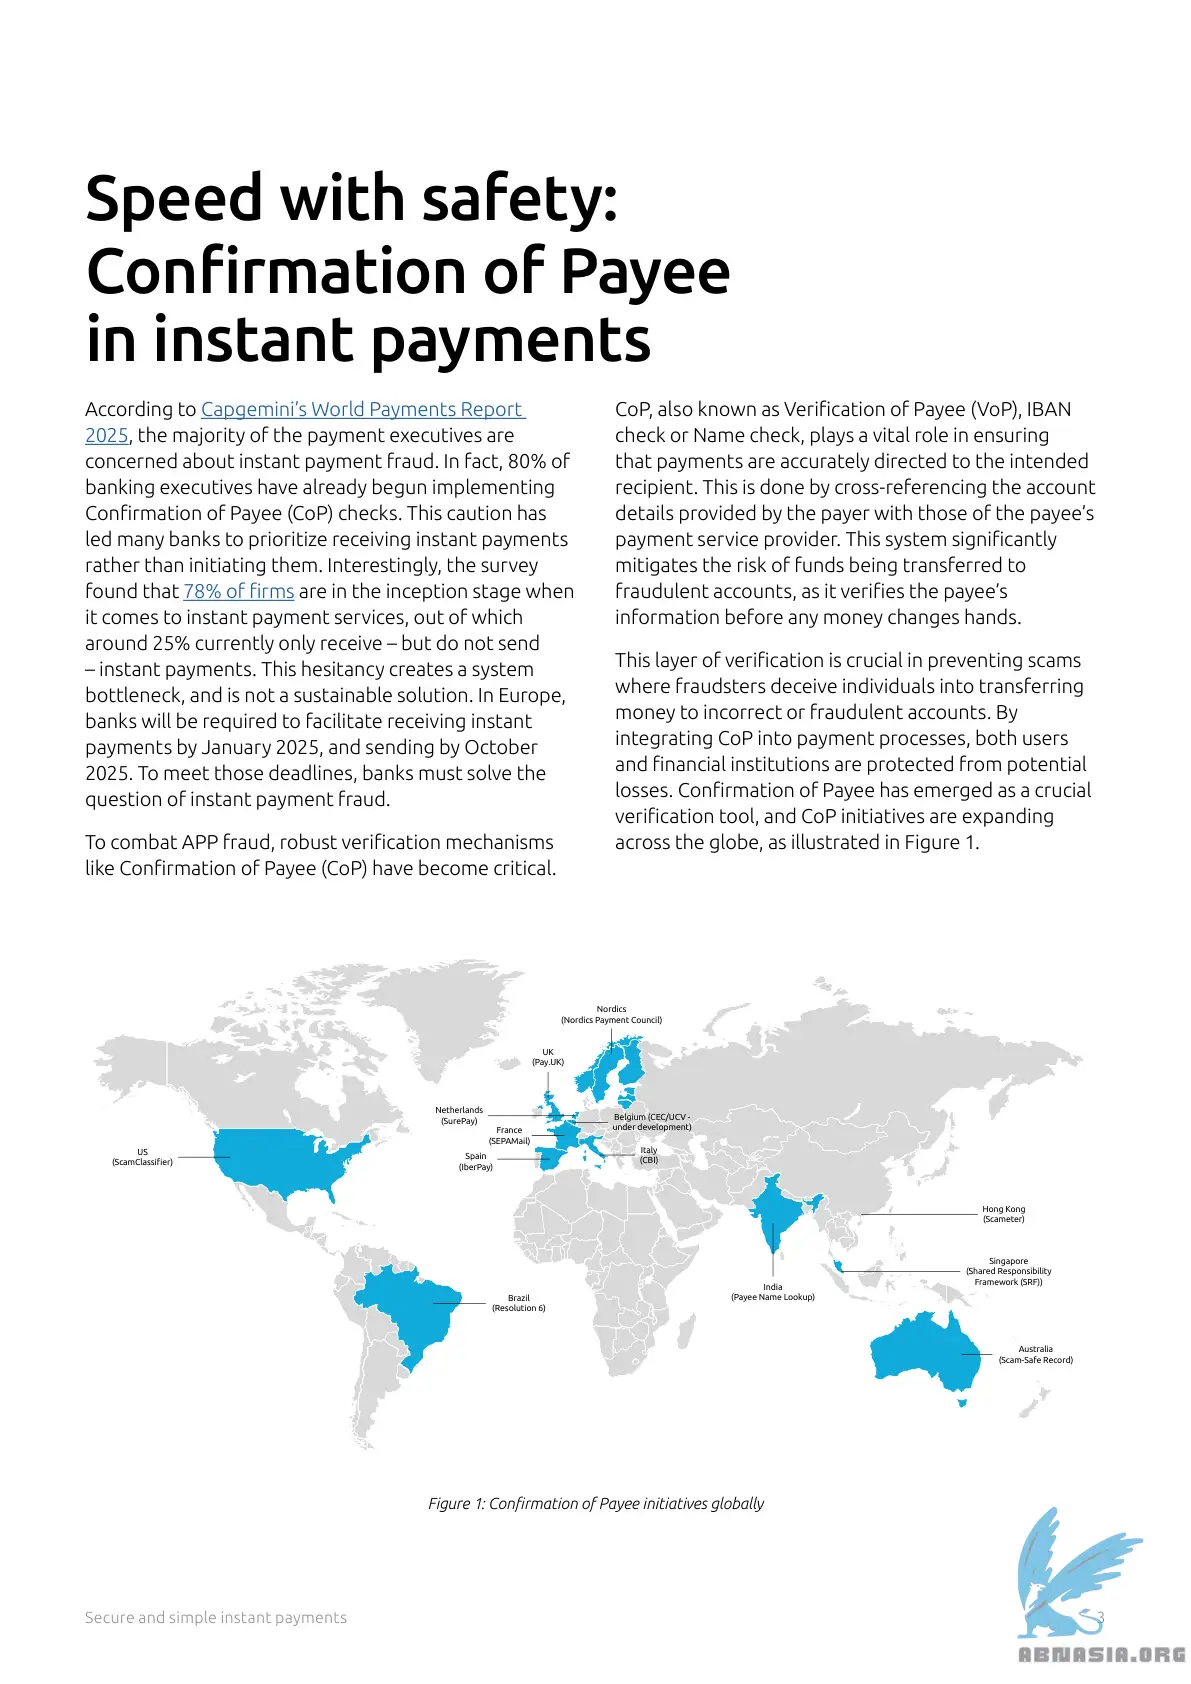 Speed with safety:
Confirmation of Payee
in instant payments
According to Capgemini’s World Payments Report
2025, the majority of the payment executives are
concerned about instant payment fraud. In fact, 80% of
banking executives have already begun implementing
Confirmation of Payee (CoP) checks. This caution has
led many banks to prioritize receiving instant payments
rather than initiating them. Interestingly, the survey
found that 78% of firms are in the inception stage when
it comes to instant payment services, out of which
around 25% currently only receive – but do not send
– instant payments. This hesitancy creates a system
bottleneck, and is not a sustainable solution. In Europe,
banks will be required to facilitate receiving instant
payments by January 2025, and sending by October
2025. To meet those deadlines, banks must solve the
question of instant payment fraud.
To combat APP fraud, robust verification mechanisms
like Confirmation of Payee (CoP) have become critical.
CoP, also known as Verification of Payee (VoP), IBAN
check or Name check, plays a vital role in ensuring
that payments are accurately directed to the intended
recipient. This is done by cross-referencing the account
details provided by the payer with those of the payee’s
payment service provider. This system significantly
mitigates the risk of funds being transferred to
fraudulent accounts, as it verifies the payee’s
information before any money changes hands.
This layer of verification is crucial in preventing scams
where fraudsters deceive individuals into transferring
money to incorrect or fraudulent accounts. By
integrating CoP into payment processes, both users
and financial institutions are protected from potential
losses. Confirmation of Payee has emerged as a crucial
verification tool, and CoP initiatives are expanding
across the globe, as illustrated in Figure 1.
Nordics
(Nordics Payment Council)
UK
(Pay.UK)
Netherlands
(SurePay)
Belgium (CEC/UCV -
under development)
France
(SEPAMail)
US
(ScamClassifier)
Spain
(IberPay)
Italy
(CBI)
Hong Kong
(Scameter)
Singapore
(Shared Responsibility
Framework (SRF))
India
(Payee Name Lookup)
Brazil
(Resolution 6)
Australia
(Scam-Safe Record)
Figure 1: Confirmation of Payee initiatives globally
Secure and simple instant payments
3
ABNASIA.ORG